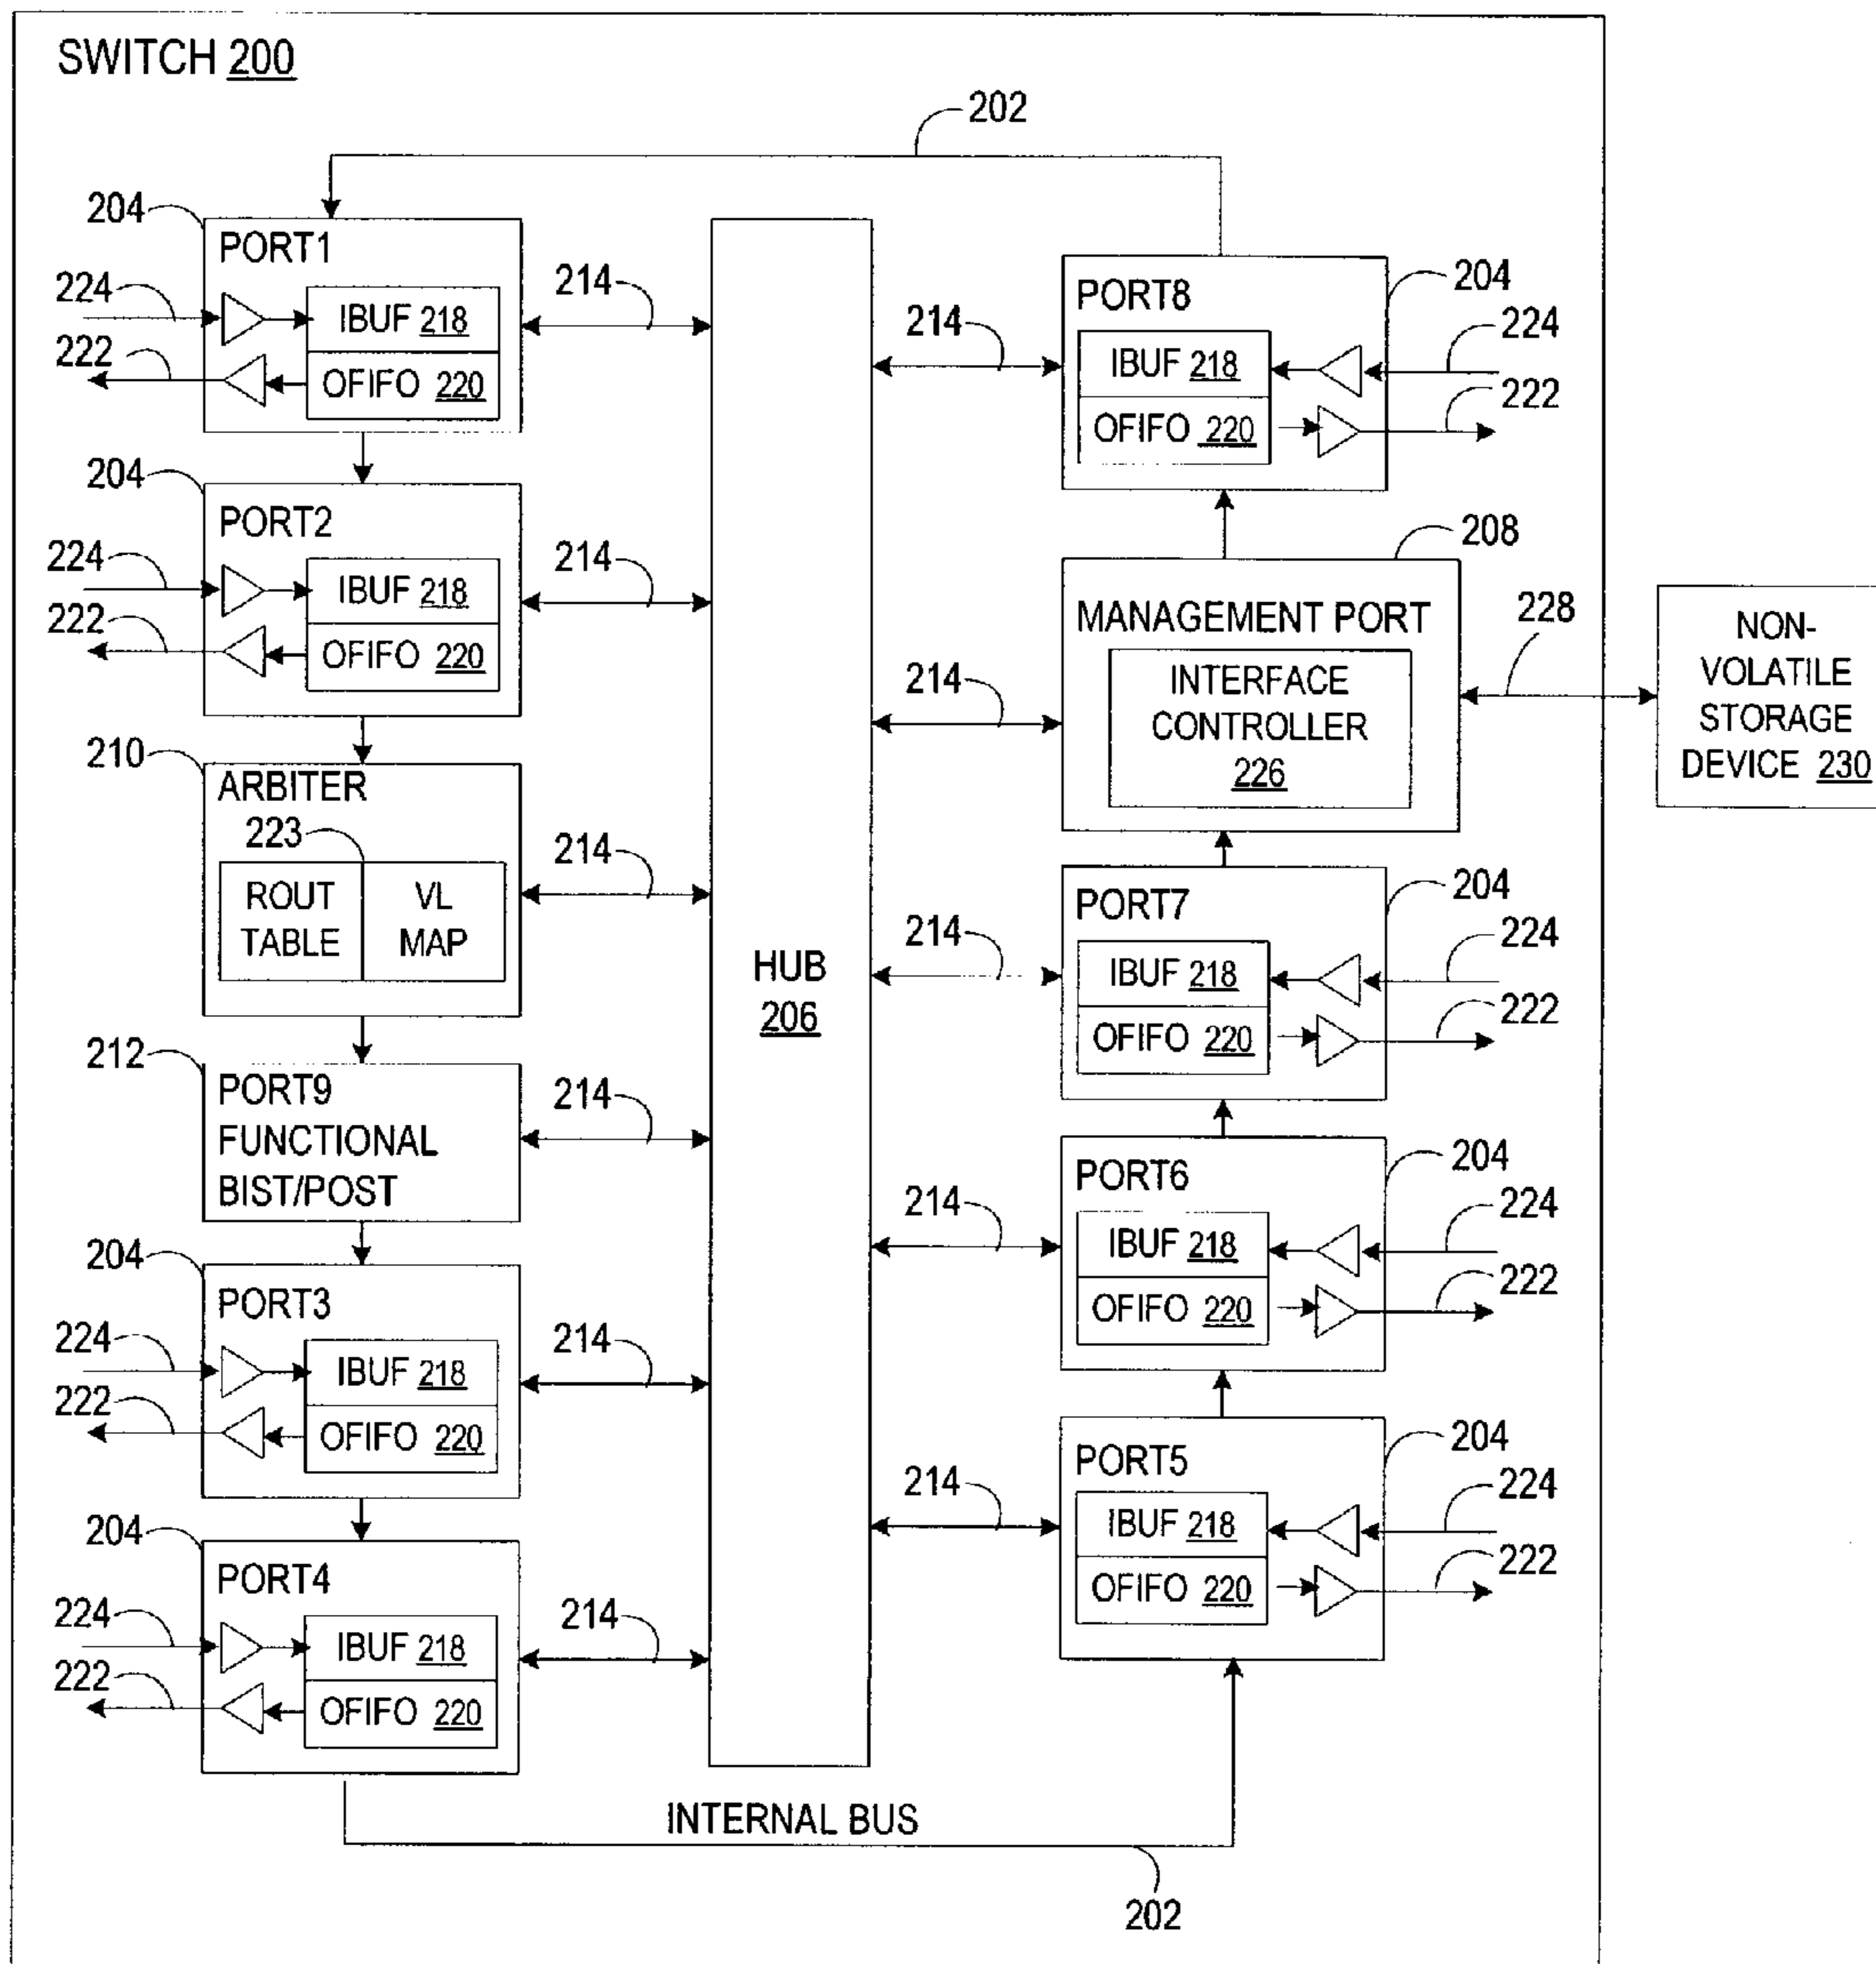 SWITCH 200
202
204
PORT1
224
222
IBUF 218
OFIFO 220
214
204
PORT2
224
222
IBUF 218
OFIFO 220
214
210
ARBITER
223
ROUT
TABLE
VL
MAP
214
212
PORT9
FUNCTIONAL
BIST/POST
214
204
PORT3
224
222
IBUF 218
OFIFO 220
214
204
PORT4
224
222
IBUF 218
OFIFO 220
214
HUB
206
214
PORT8
204
IBUF 218
OFIFO 220
224
222
208
214
MANAGEMENT PORT
INTERFACE
CONTROLLER
226
228
NON-
VOLATILE
STORAGE
DEVICE 230
214
PORT7
204
IBUF 218
OFIFO 220
224
222
214
PORT6
204
IBUF 218
OFIFO 220
224
222
214
PORT5
204
IBUF 218
OFIFO 220
224
222
INTERNAL BUS
202